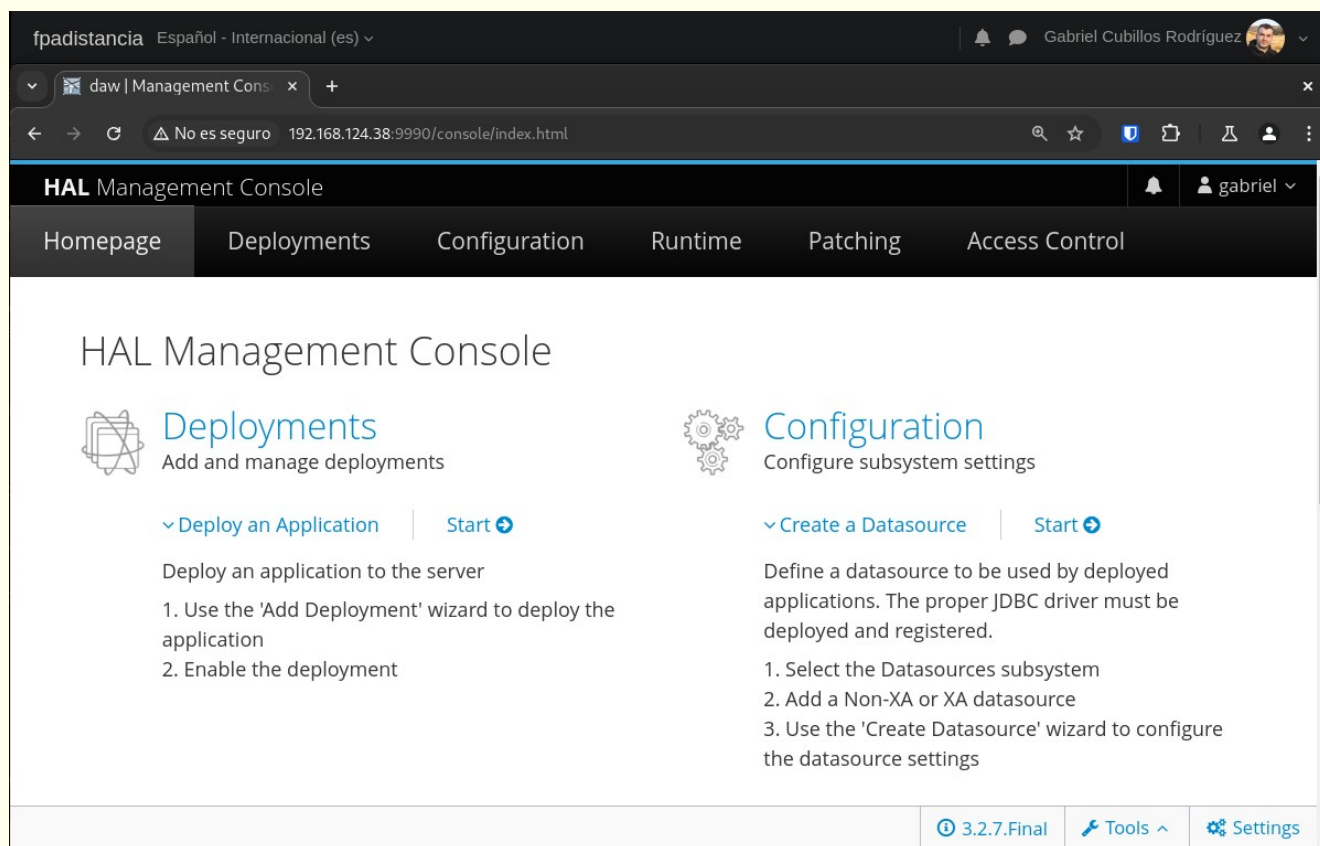 fpadistancia Español - Internacional (es) Gabriel Cubillos Rodríguez
daw | Management Cons
No es seguro 192.168.124.38:9990/console/index.html
HAL Management Console gabriel
Homepage Deployments Configuration Runtime Patching Access Control
HAL Management Console
Deployments
Add and manage deployments
Deploy an Application Start
Deploy an application to the server
1. Use the 'Add Deployment' wizard to deploy the
application
2. Enable the deployment
Configuration
Configure subsystem settings
Create a Datasource Start
Define a datasource to be used by deployed
applications. The proper JDBC driver must be
deployed and registered.
1. Select the Datasources subsystem
2. Add a Non-XA or XA datasource
3. Use the 'Create Datasource' wizard to configure
the datasource settings
3.2.7.Final Tools Settings